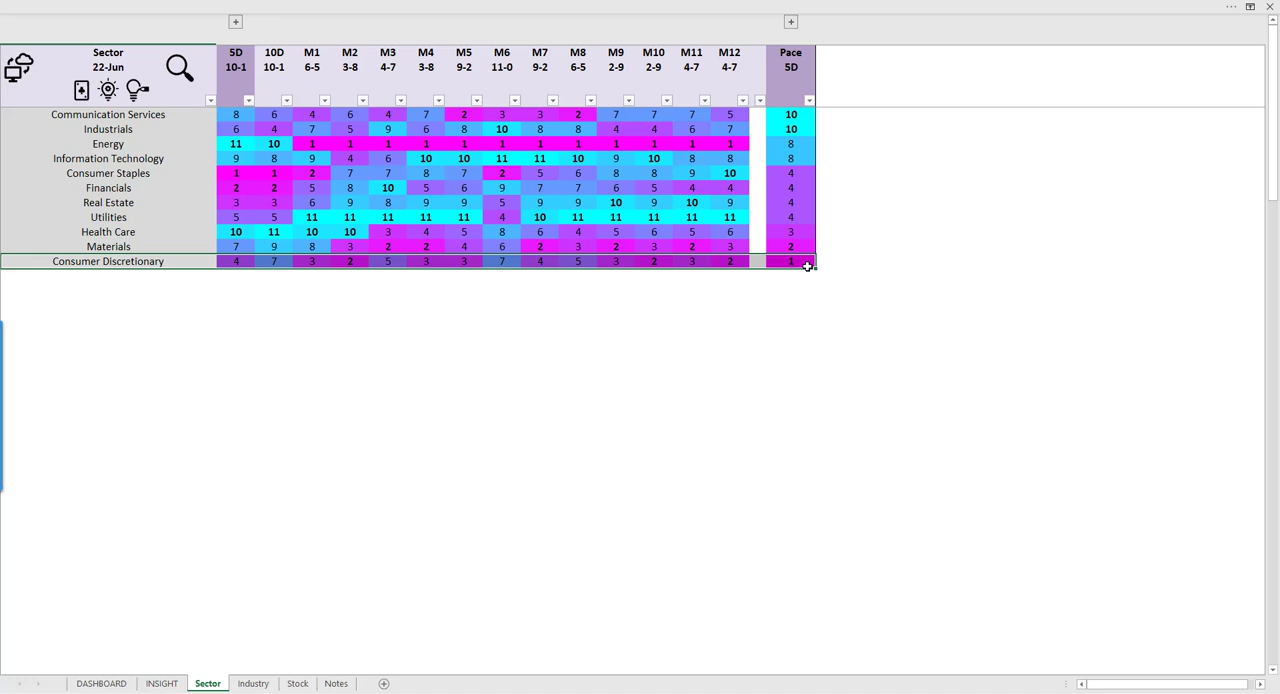 + +
Sector 5D 10D M1 M2 M3 M4 M5 M6 M7 M8 M9 M10 M11 M12 Pace
22-Jun 10-1 10-1 6-5 3-8 4-7 3-8 9-2 11-0 9-2 6-5 2-9 2-9 4-7 4-7 5D
Communication Services 8 6 4 6 4 7 2 3 3 2 7 7 7 5 10
Industrials 6 4 7 5 9 6 8 10 8 8 4 4 6 7 10
Energy 11 10 1 1 1 1 1 1 1 1 1 1 1 1 8
Information Technology 9 8 9 4 6 10 10 11 11 10 9 10 8 8 8
Consumer Staples 1 1 2 7 7 8 7 2 5 6 8 8 9 10 4
Financials 2 2 5 8 10 5 6 9 7 7 6 5 4 4 4
Real Estate 3 3 6 9 8 9 9 5 9 9 10 9 10 9 4
Utilities 5 5 11 11 11 11 11 4 10 11 11 11 11 11 4
Health Care 10 11 10 10 3 4 5 8 6 4 5 6 5 6 3
Materials 7 9 8 3 2 2 4 6 2 3 2 3 2 3 2
Consumer Discretionary 4 7 3 2 5 3 3 7 4 5 3 2 3 2 1
DASHBOARD INSIGHT Sector Industry Stock Notes